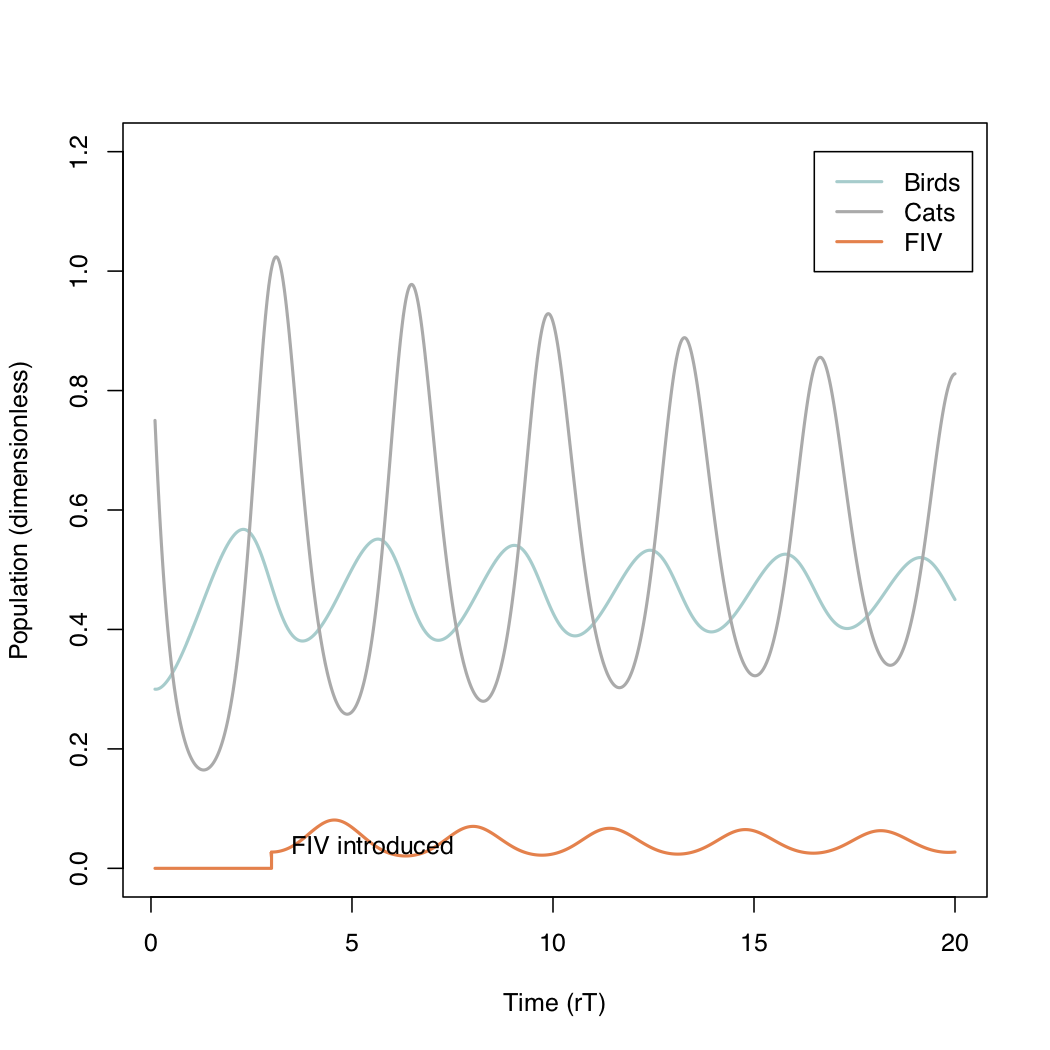 Birds
Cats
FIV
Population (dimensionless)
1.2
1.0
0.8
0.6
0.4
0.2
0.0
FIV introduced
0 5 10 15 20
Time (rT)